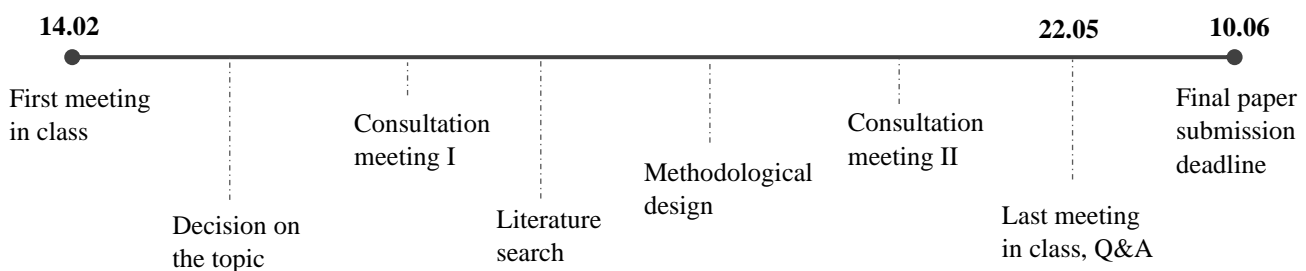 14.02
22.05
10.06
First meeting
in class
Decision on
the topic
Consultation
meeting I
Literature
search
Methodological
design
Consultation
meeting II
Last meeting
in class, Q&A
Final paper
submission
deadline